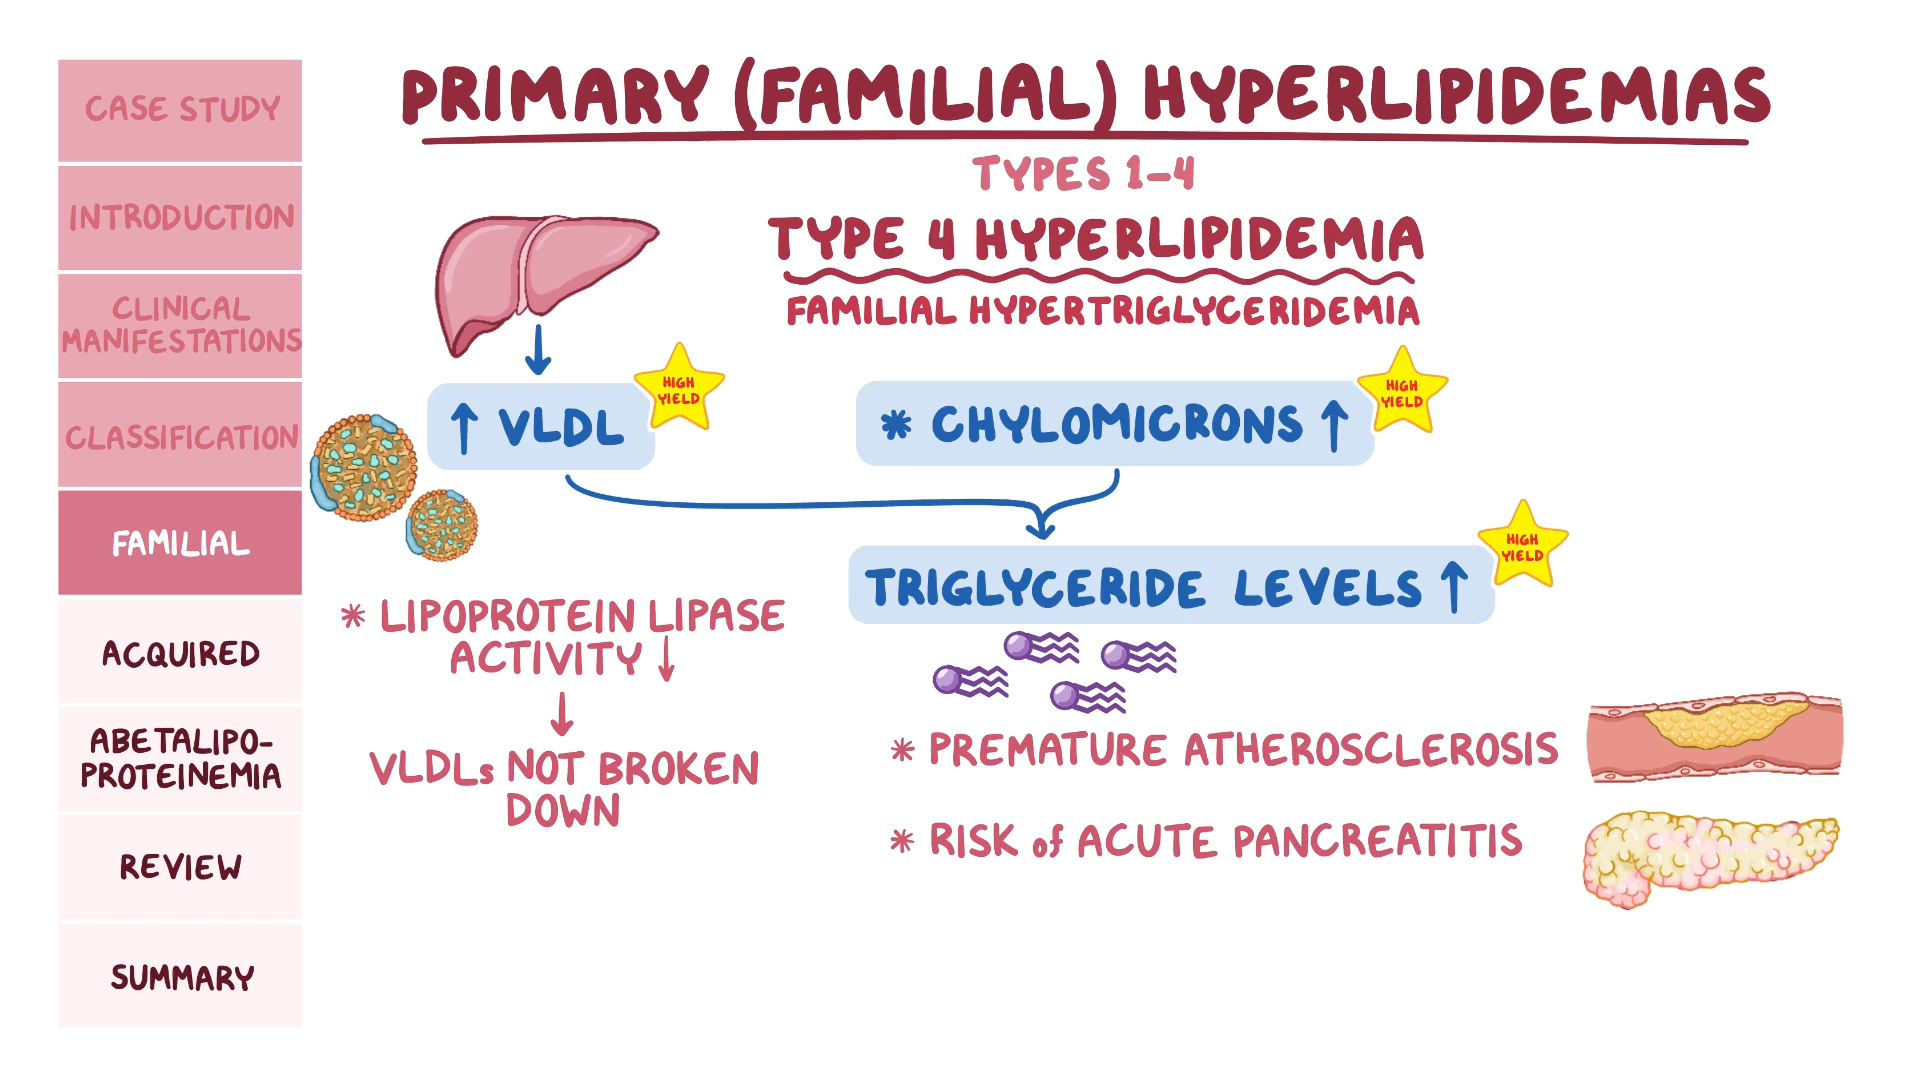 PRIMARY (FAMILIAL) HYPERLIPIDEMIAS
TYPES 1-4
TYPE 4 HYPERLIPIDEMIA
FAMILIAL HYPERTRIGLYCERIDEMIA
CASE STUDY
INTRODUCTION
CLINICAL
MANIFESTATIONS
CLASSIFICATION
FAMILIAL
ACQUIRED
ABETALIPO-
PROTEINEMIA
REVIEW
SUMMARY
↑ VLDL
HIGH
YIELD
* CHYLOMICRONS ↑
HIGH
YIELD
TRIGLYCERIDE LEVELS ↑
HIGH
YIELD
* LIPOPROTEIN LIPASE
ACTIVITY ↓
VLDLs NOT BROKEN
DOWN
* PREMATURE ATHEROSCLEROSIS
* RISK of ACUTE PANCREATITIS